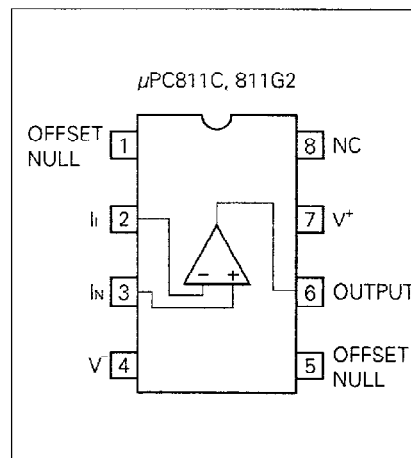 μPC811C, 811G2
OFFSET NULL 1
8 NC
II 2
7 V+
IN 3
6 OUTPUT
V− 4
5 OFFSET NULL
− +